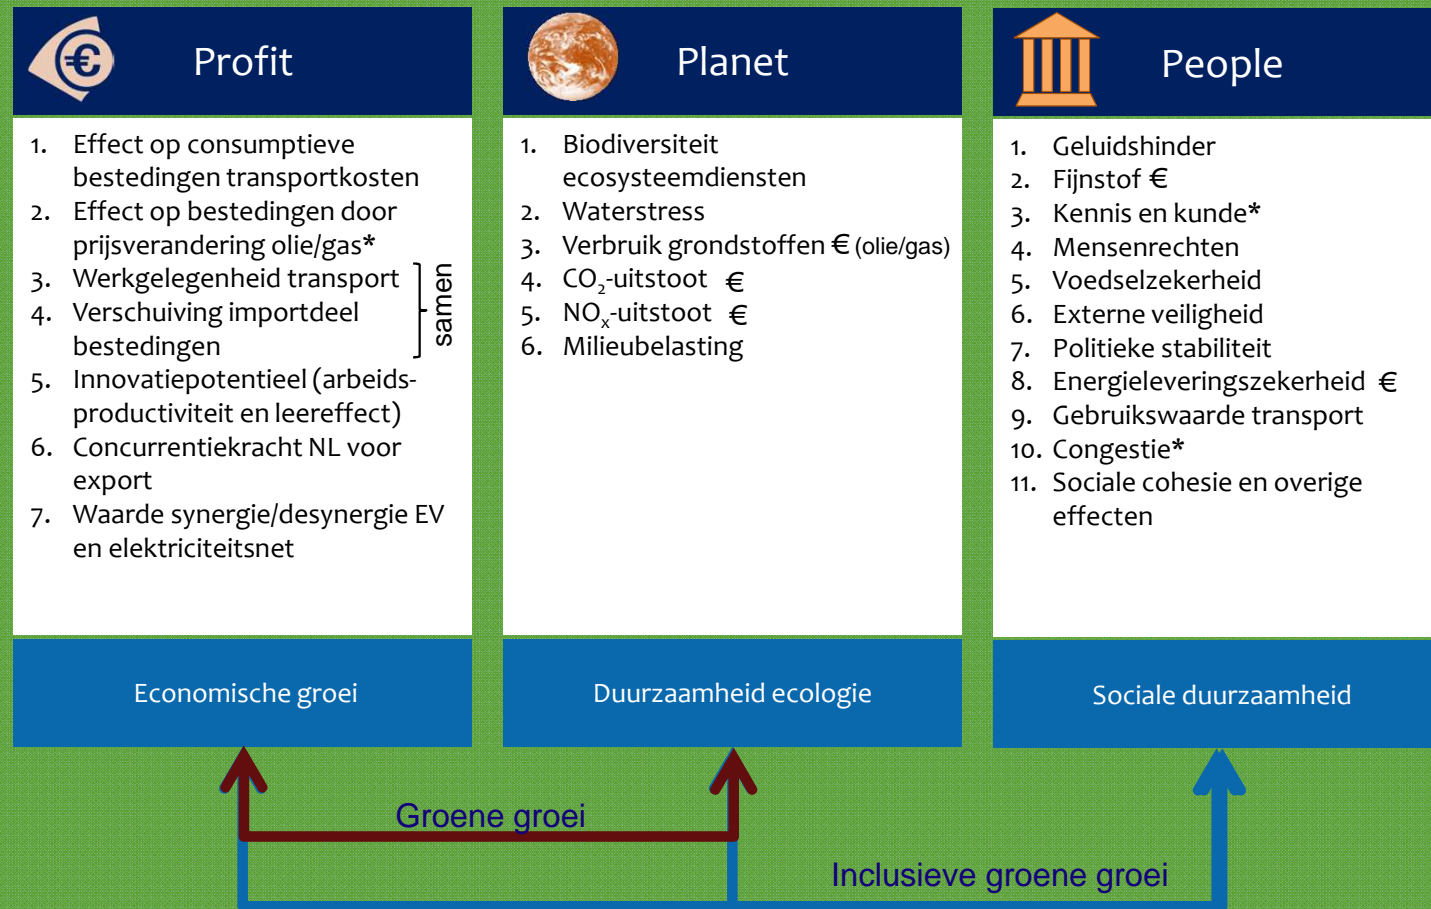 Profit
1. Effect op consumptieve
bestedingen transportkosten
2. Effect op bestedingen door
prijsverandering olie/gas*
3. Werkgelegenheid transport
4. Verschuiving importdeel
bestedingen
samen
5. Innovatiepotentieel (arbeids-
productiviteit en leereffect)
6. Concurrentiekracht NL voor
export
7. Waarde synergie/desynergie EV
en elektriciteitsnet
Economische groei
Planet
1. Biodiversiteit
ecosysteemdiensten
2. Waterstress
3. Verbruik grondstoffen € (olie/gas)
4. CO₂-uitstoot €
5. NOₓ-uitstoot €
6. Milieubelasting
Duurzaamheid ecologie
People
1. Geluidshinder
2. Fijnstof €
3. Kennis en kunde*
4. Mensenrechten
5. Voedselzekerheid
6. Externe veiligheid
7. Politieke stabiliteit
8. Energieleveringszekerheid €
9. Gebruikswaarde transport
10. Congestie*
11. Sociale cohesie en overige
effecten
Sociale duurzaamheid
Groene groei
Inclusieve groene groei